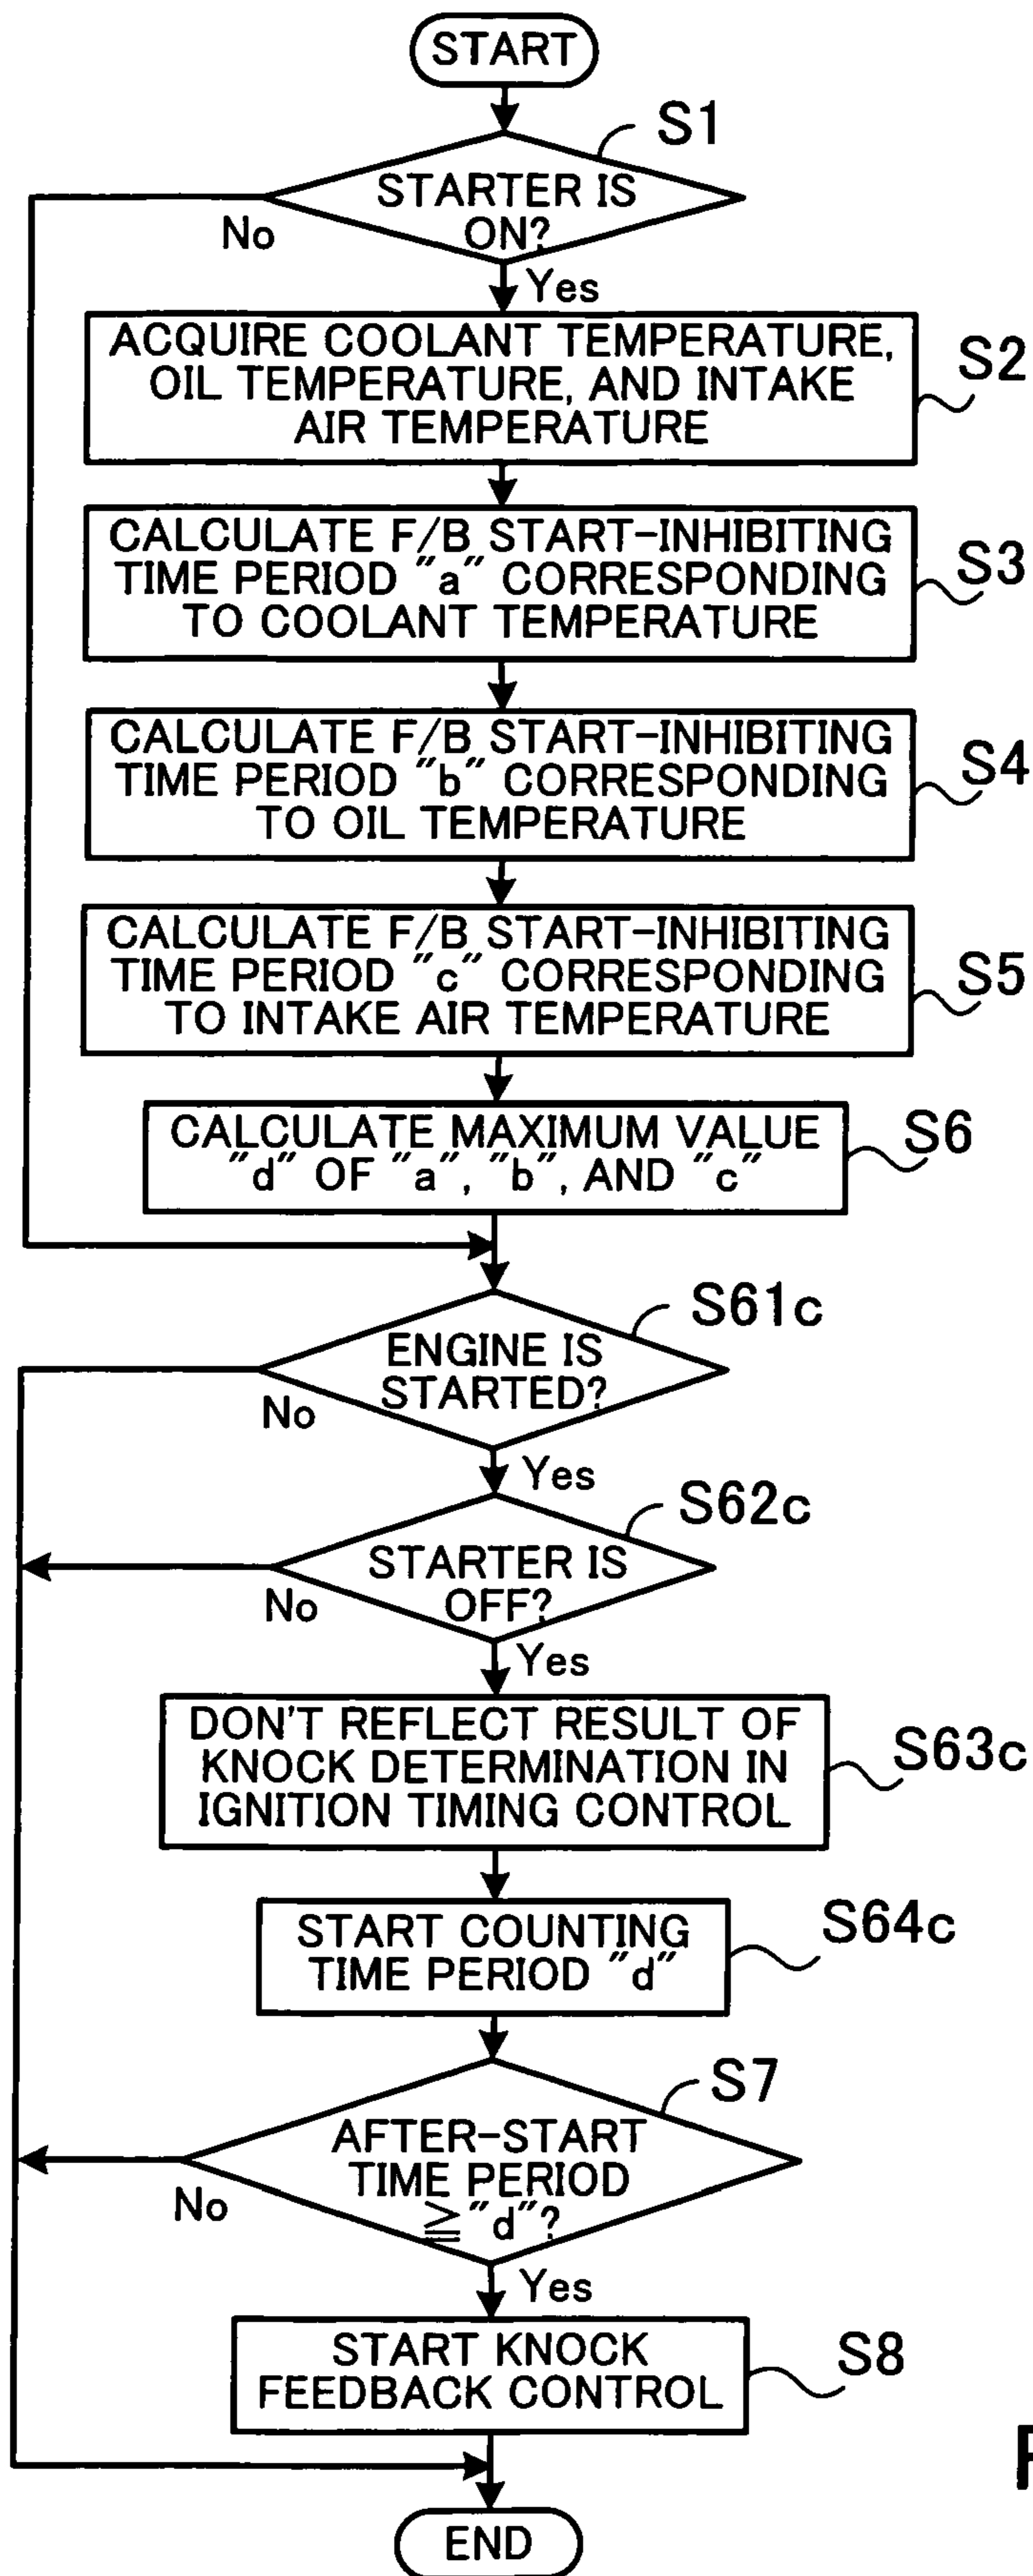 START
S1
STARTER IS
ON?
No
Yes
ACQUIRE COOLANT TEMPERATURE,
OIL TEMPERATURE, AND INTAKE
AIR TEMPERATURE
S2
CALCULATE F/B START-INHIBITING
TIME PERIOD "a" CORRESPONDING
TO COOLANT TEMPERATURE
S3
CALCULATE F/B START-INHIBITING
TIME PERIOD "b" CORRESPONDING
TO OIL TEMPERATURE
S4
CALCULATE F/B START-INHIBITING
TIME PERIOD "c" CORRESPONDING
TO INTAKE AIR TEMPERATURE
S5
CALCULATE MAXIMUM VALUE
"d" OF "a", "b", AND "c"
S6
S61c
ENGINE IS
STARTED?
No
Yes
S62c
STARTER IS
OFF?
No
Yes
DON'T REFLECT RESULT OF
KNOCK DETERMINATION IN
IGNITION TIMING CONTROL
S63c
START COUNTING
TIME PERIOD "d"
S64c
S7
AFTER-START
TIME PERIOD
≧"d"?
No
Yes
START KNOCK
FEEDBACK CONTROL
S8
END